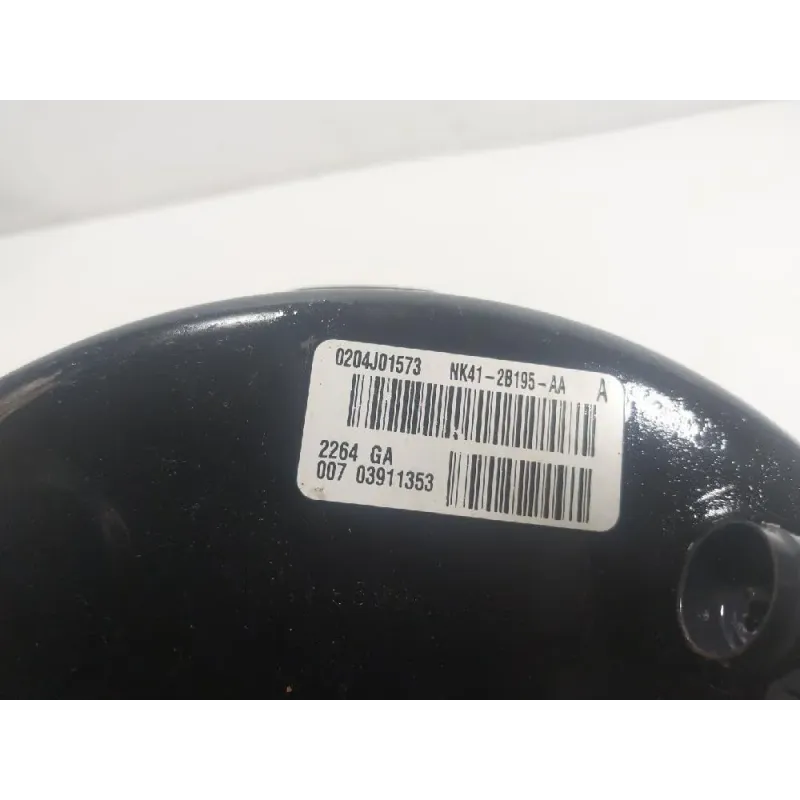 0204J01573 NK41-2B195-AA A
2264 GA
007 03911353